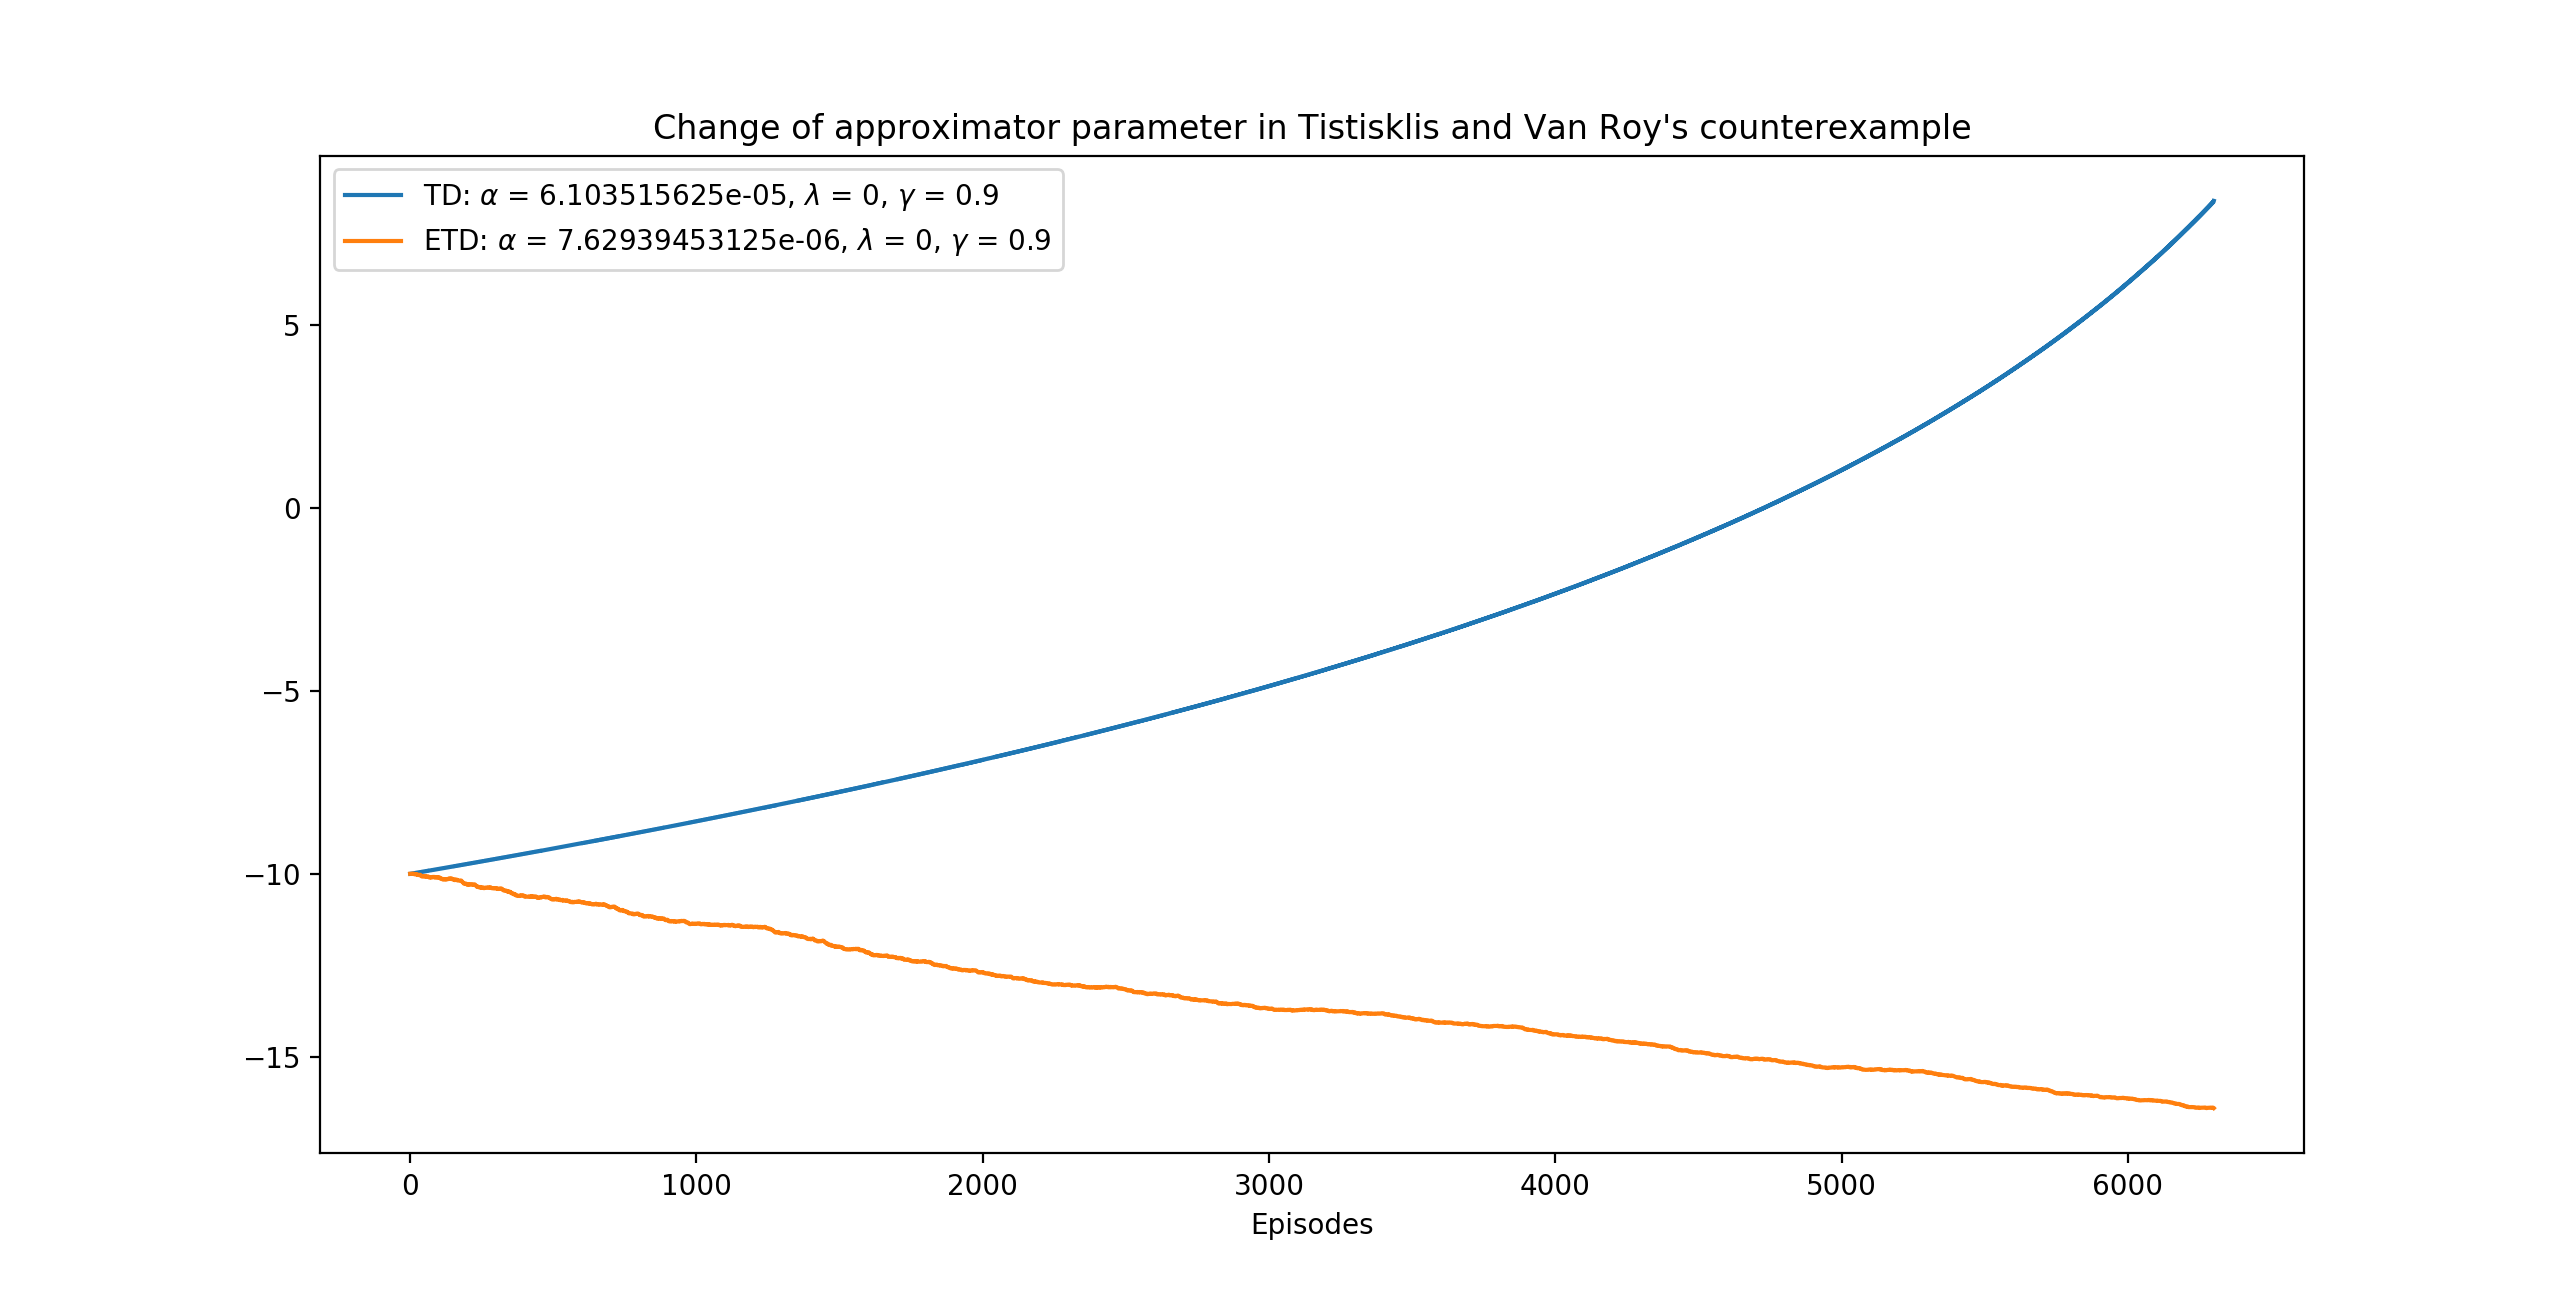 Change of approximator parameter in Tistisklis and Van Roy's counterexample
TD: α = 6.103515625e-05, λ = 0, γ = 0.9
ETD: α = 7.62939453125e-06, λ = 0, γ = 0.9
5
0
−5
−10
−15
0 1000 2000 3000 4000 5000 6000
Episodes